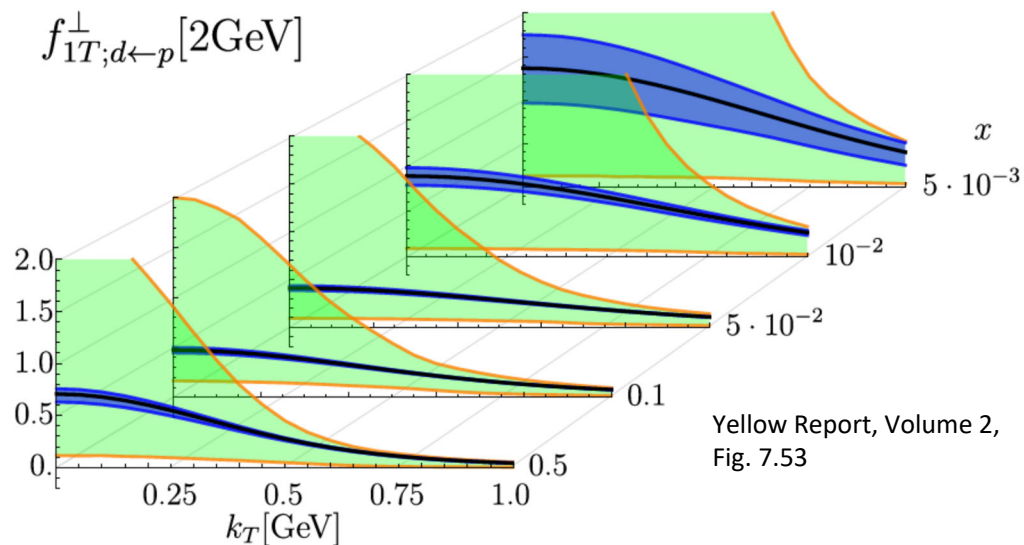 f⊥1T;d←p[2GeV]
x
5 · 10⁻³
10⁻²
5 · 10⁻²
0.1
0.5
2.0
1.5
1.0
0.5
0.
0.25 0.5 0.75 1.0
kT[GeV]
Yellow Report, Volume 2,
Fig. 7.53